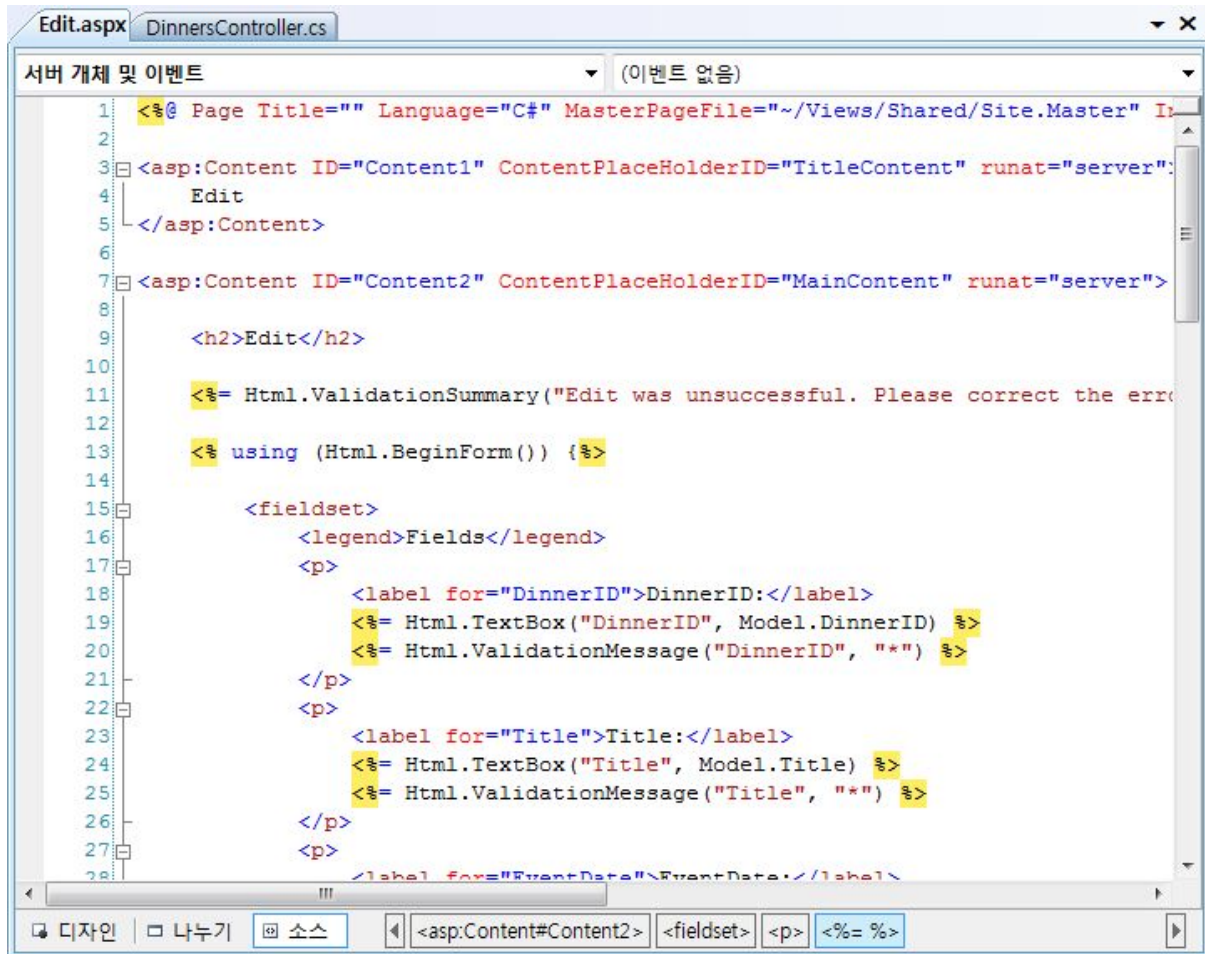 Edit.aspx DinnersController.cs
서버 개체 및 이벤트 (이벤트 없음)
1 <%@ Page Title="" Language="C#" MasterPageFile="~/Views/Shared/Site.Master"
2
3 <asp:Content ID="Content1" ContentPlaceHolderID="TitleContent" runat="server">
4 Edit
5 </asp:Content>
6
7 <asp:Content ID="Content2" ContentPlaceHolderID="MainContent" runat="server">
8
9 <h2>Edit</h2>
10
11 <%= Html.ValidationSummary("Edit was unsuccessful. Please correct the
12
13 <% using (Html.BeginForm()) {%>
14
15 <fieldset>
16 <legend>Fields</legend>
17 <p>
18 <label for="DinnerID">DinnerID:</label>
19 <%= Html.TextBox("DinnerID", Model.DinnerID) %>
20 <%= Html.ValidationMessage("DinnerID", "*") %>
21 </p>
22 <p>
23 <label for="Title">Title:</label>
24 <%= Html.TextBox("Title", Model.Title) %>
25 <%= Html.ValidationMessage("Title", "*") %>
26 </p>
27 <p>
28 <label for="EventDate">EventDate:</label>
디자인 나누기 소스 <asp:Content#Content2> <fieldset> <p> <%= %>